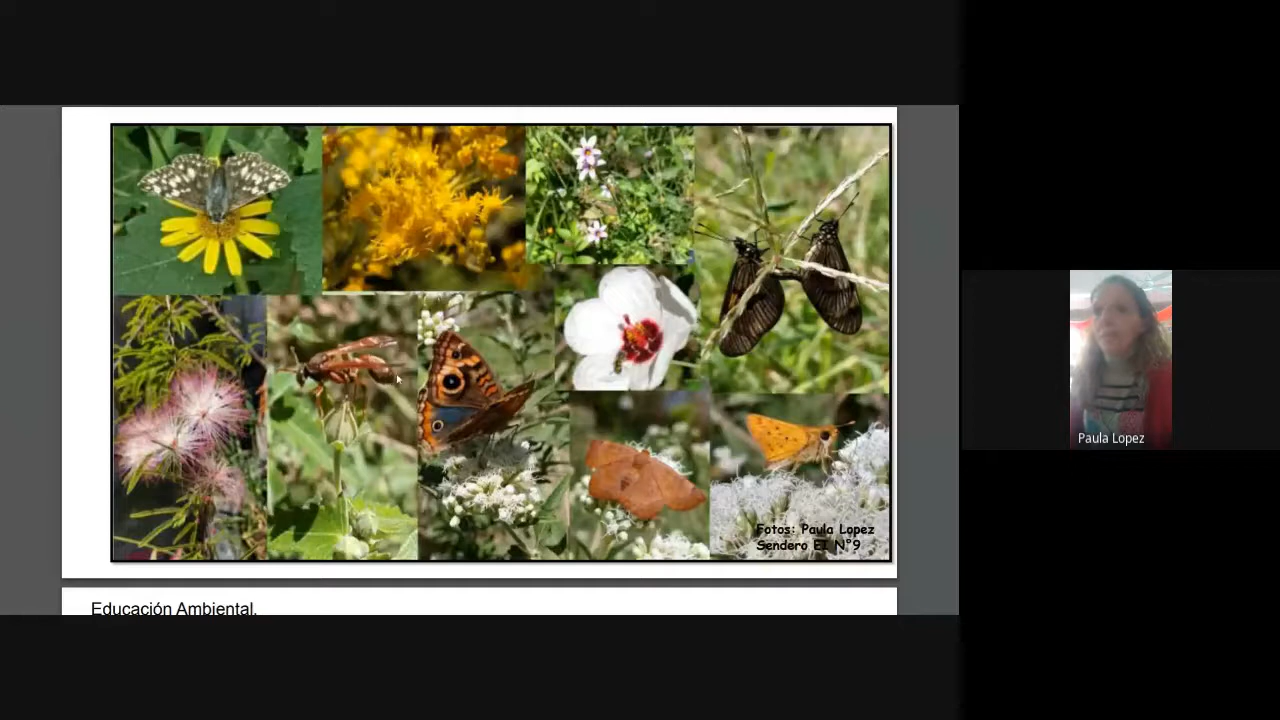 Fotos: Paula Lopez
Sendero EI N°9
Educación Ambiental.
Paula Lopez